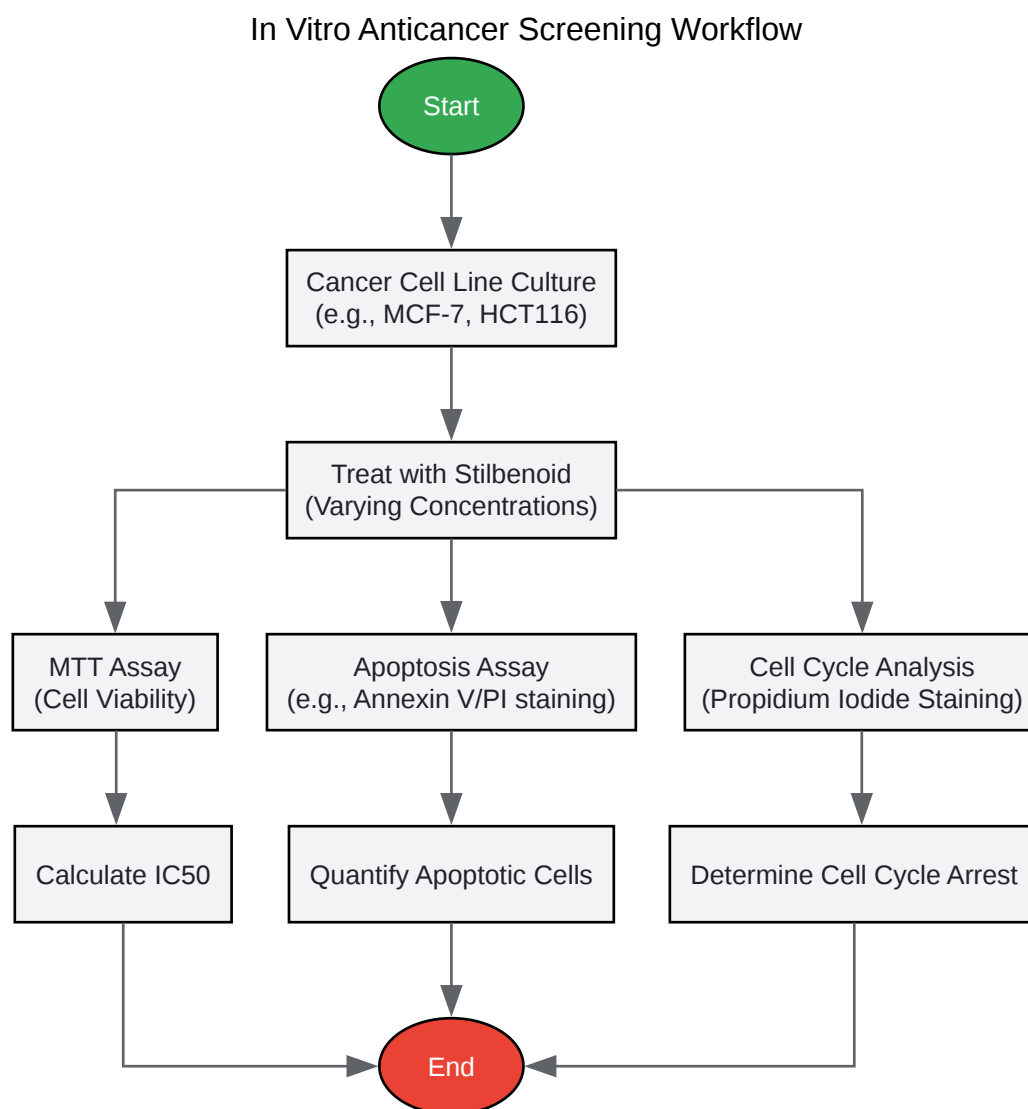 In Vitro Anticancer Screening Workflow
Start
Cancer Cell Line Culture
(e.g., MCF-7, HCT116)
Treat with Stilbenoid
(Varying Concentrations)
MTT Assay
(Cell Viability)
Apoptosis Assay
(e.g., Annexin V/PI staining)
Cell Cycle Analysis
(Propidium Iodide Staining)
Calculate IC50
Quantify Apoptotic Cells
Determine Cell Cycle Arrest
End